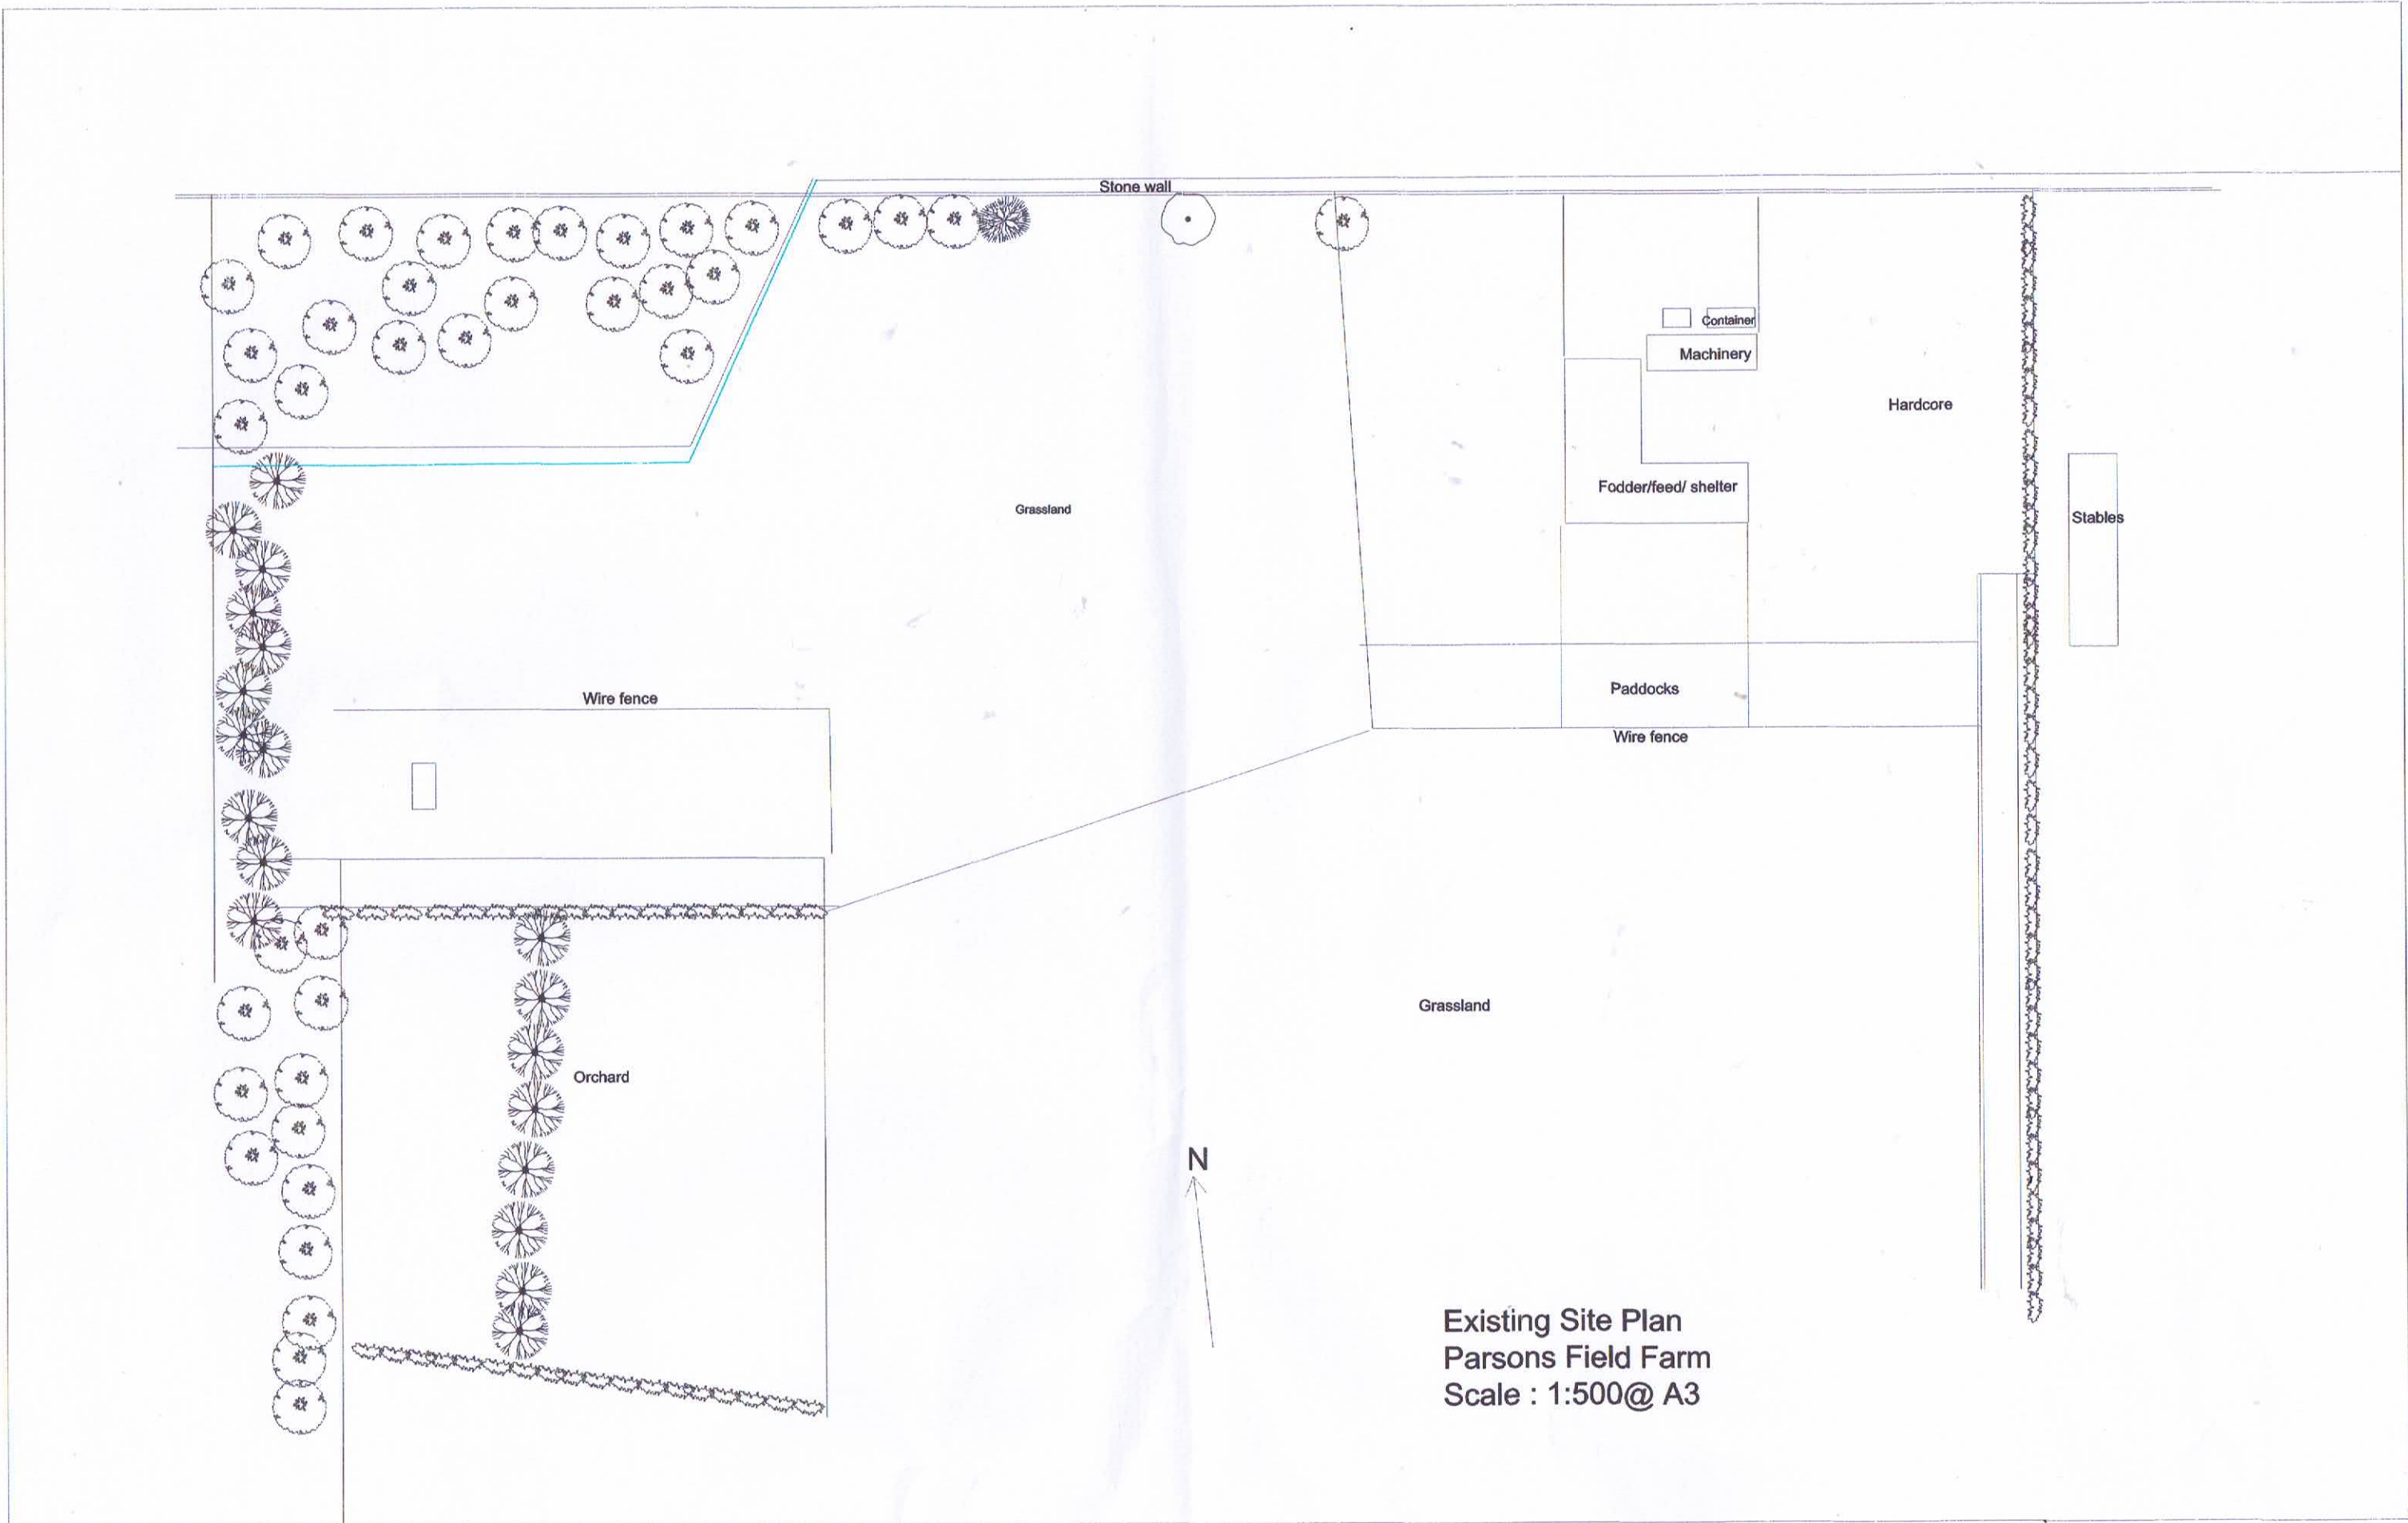 Stone wall
Container
Machinery
Hardcore
Fodder/feed/ shelter
Grassland
Stables
Wire fence
Paddocks
Wire fence
Grassland
Orchard
N
Existing Site Plan
Parsons Field Farm
Scale : 1:500@ A3